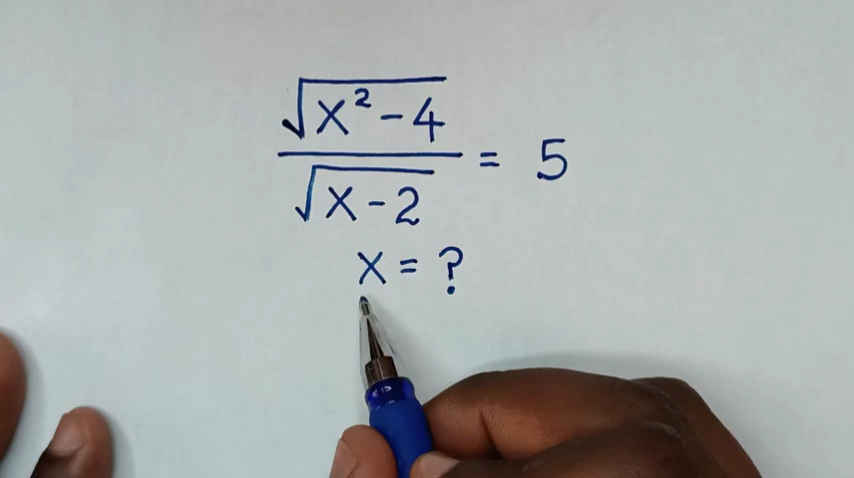 √(x² - 4) / √(x - 2) = 5
x = ?